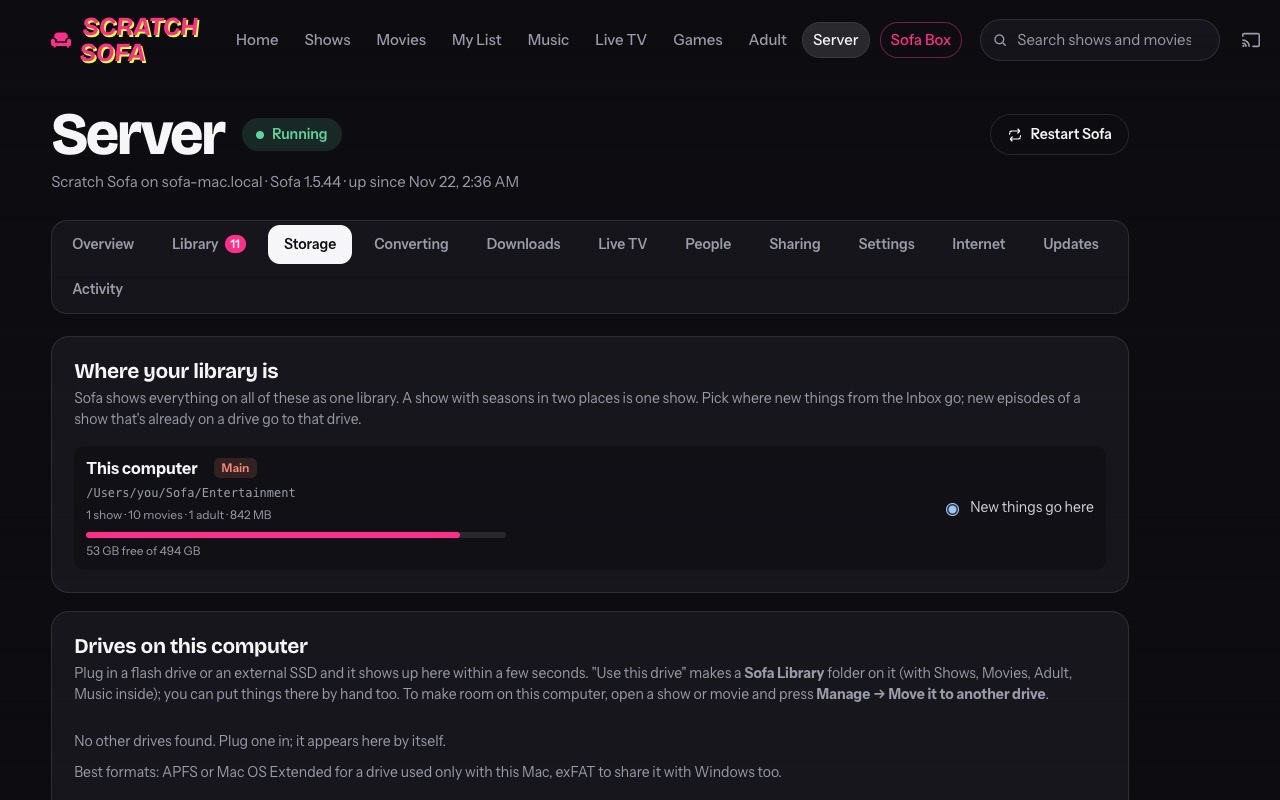 SCRATCH
SOFA
Home Shows Movies My List Music Live TV Games Adult Server Sofa Box Search shows and movies
Server Running Restart Sofa
Scratch Sofa on sofa-mac.local · Sofa 1.5.44 · up since Nov 22, 2:36 AM
Overview Library 11 Storage Converting Downloads Live TV People Sharing Settings Internet Updates
Activity
Where your library is
Sofa shows everything on all of these as one library. A show with seasons in two places is one show. Pick where new things from the Inbox go; new episodes of a
show that's already on a drive go to that drive.
This computer Main
/Users/you/Sofa/Entertainment
1 show · 10 movies · 1 adult · 842 MB
New things go here
53 GB free of 494 GB
Drives on this computer
Plug in a flash drive or an external SSD and it shows up here within a few seconds. "Use this drive" makes a Sofa Library folder on it (with Shows, Movies, Adult,
Music inside); you can put things there by hand too. To make room on this computer, open a show or movie and press Manage → Move it to another drive.
No other drives found. Plug one in; it appears here by itself.
Best formats: APFS or Mac OS Extended for a drive used only with this Mac, exFAT to share it with Windows too.